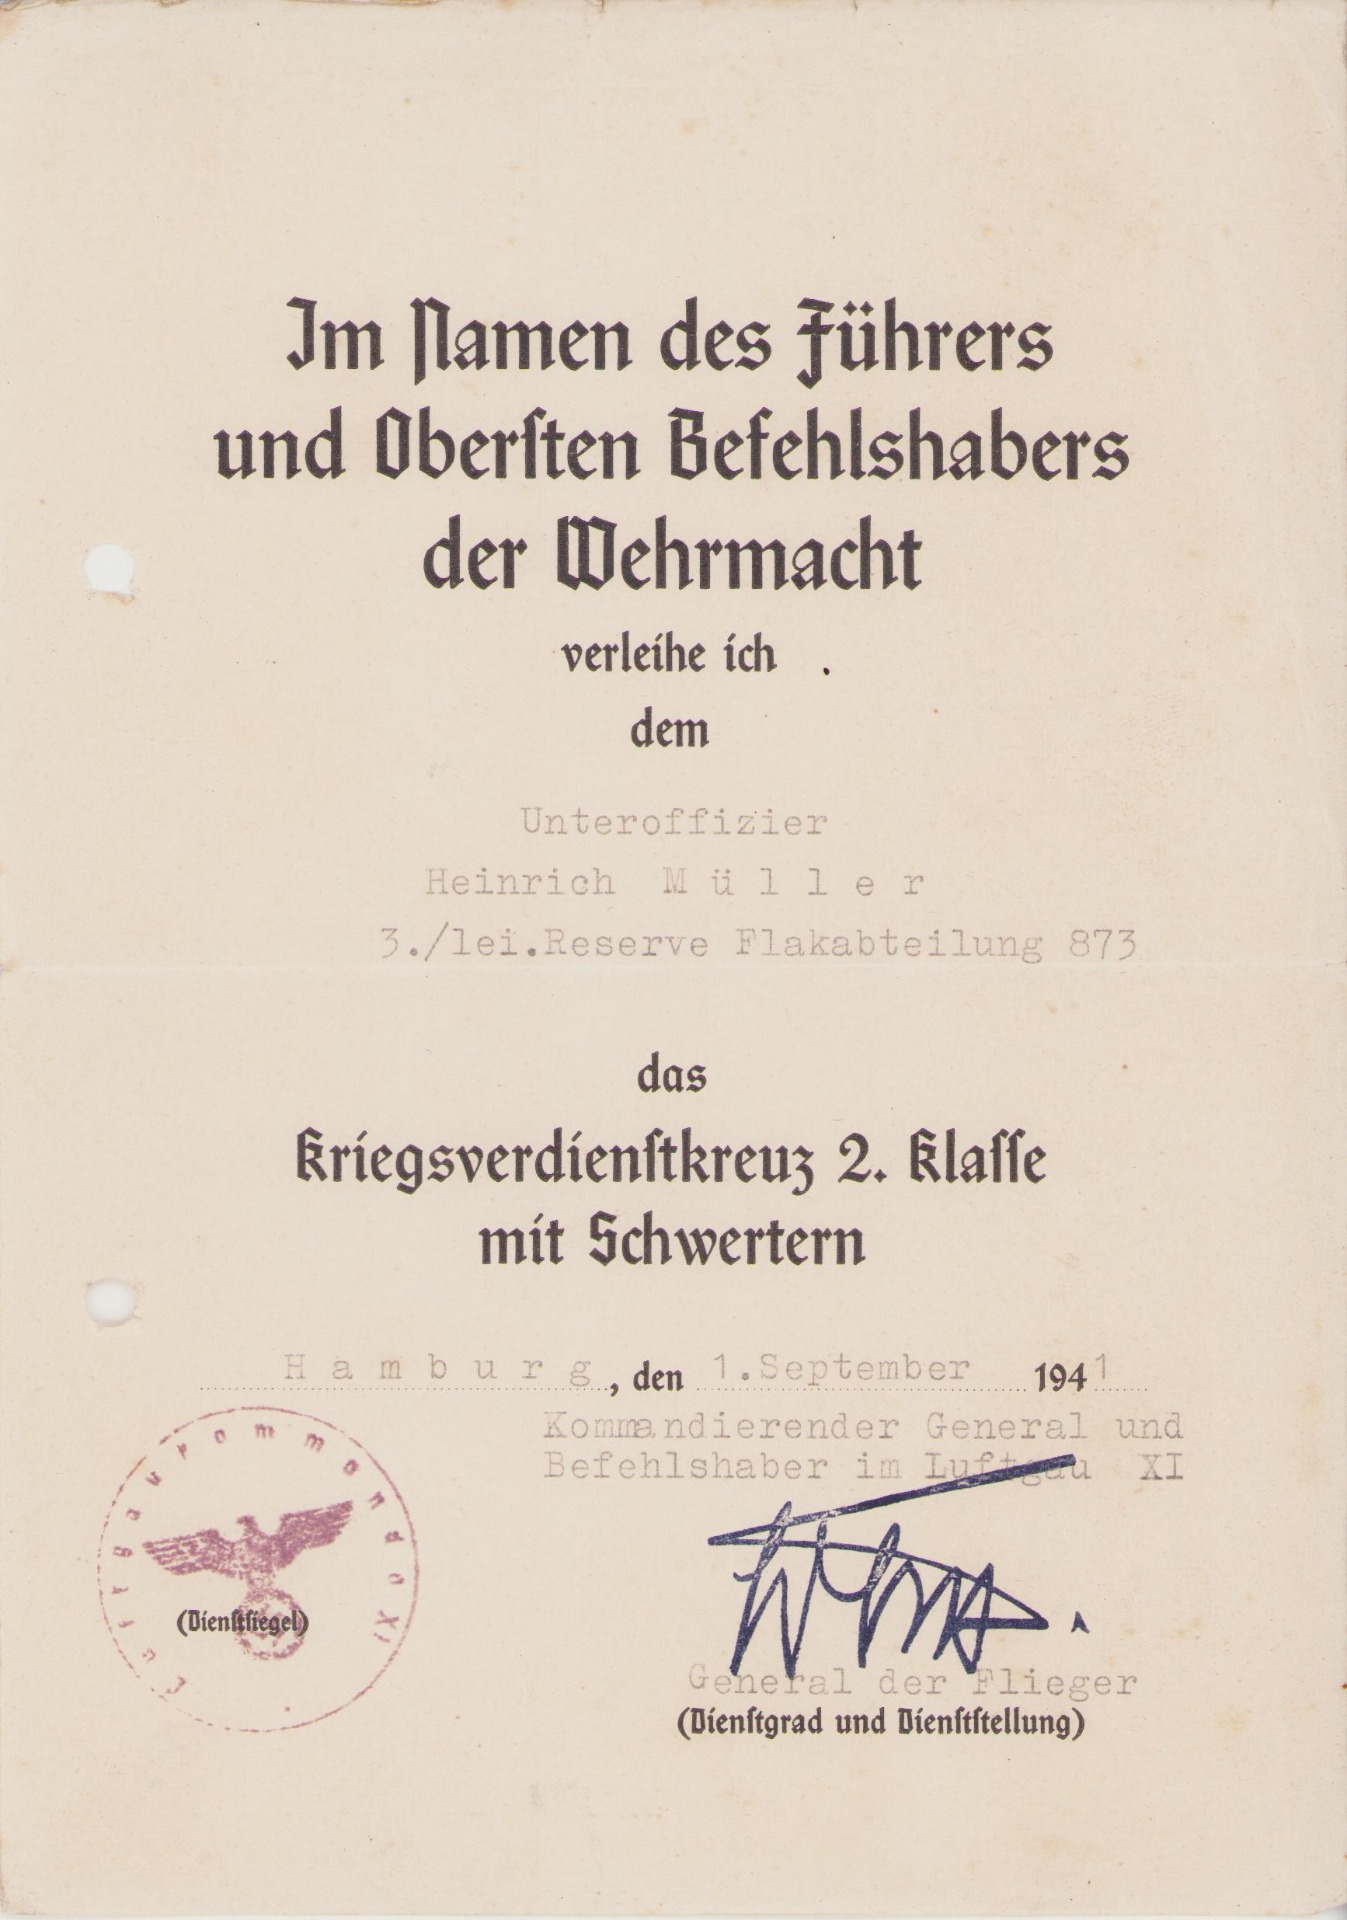 Im Namen des Führers
und Oberſten Befehlshabers
der Wehrmacht
verleihe ich
dem
Unteroffizier
Heinrich M ü l l e r
3./lei.Reserve Flakabteilung 873
das
Kriegsverdienſtkreuz 2. Klaſſe
mit Schwertern
H a m b u r g , den 1.September 1941
Kommandierender General und
Befehlshaber im Luftgau XI
Luftgaukommando XI
(Dienſtſiegel)
General der Flieger
(Dienſtgrad und Dienſtſtellung)